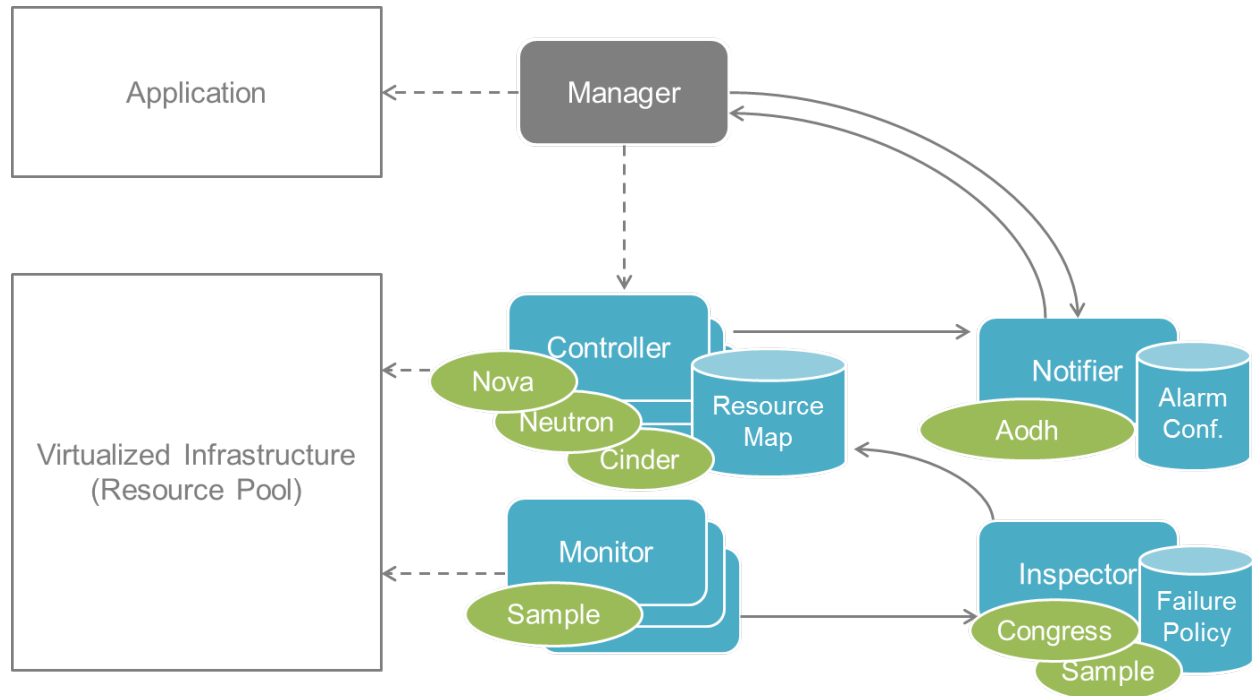 Application
Manager
Controller
Nova
Neutron
Cinder
Resource
Map
Notifier
Aodh
Alarm
Conf.
Virtualized Infrastructure
(Resource Pool)
Monitor
Sample
Inspector
Congress
Sample
Failure
Policy